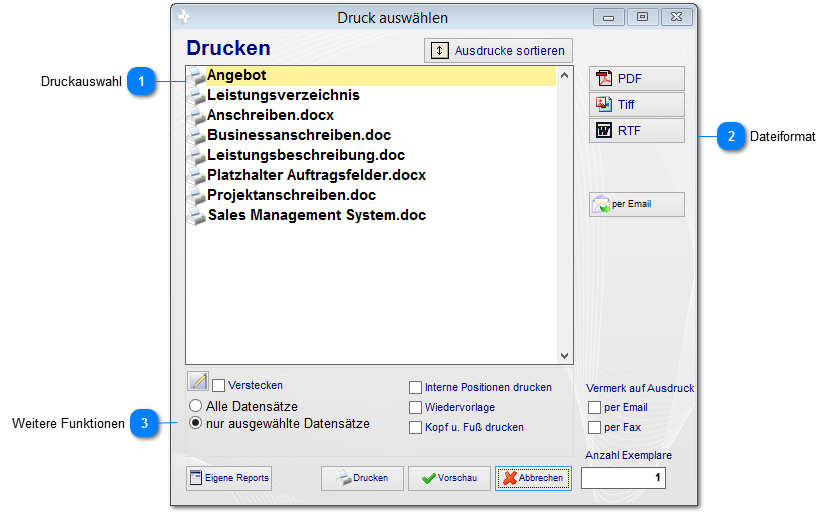 Druck auswählen
Drucken
Ausdrucke sortieren
Druckauswahl 1
Angebot
Leistungsverzeichnis
Anschreiben.docx
Businessanschreiben.doc
Leistungsbeschreibung.doc
Platzhalter Auftragsfelder.docx
Projektanschreiben.doc
Sales Management System.doc
PDF
Tiff
RTF
2 Dateiformat
per Email
Verstecken
Alle Datensätze
nur ausgewählte Datensätze
Weitere Funktionen 3
Interne Positionen drucken
Wiedervorlage
Kopf u. Fuß drucken
Vermerk auf Ausdruck
per Email
per Fax
Anzahl Exemplare
1
Eigene Reports
Drucken
Vorschau
Abbrechen